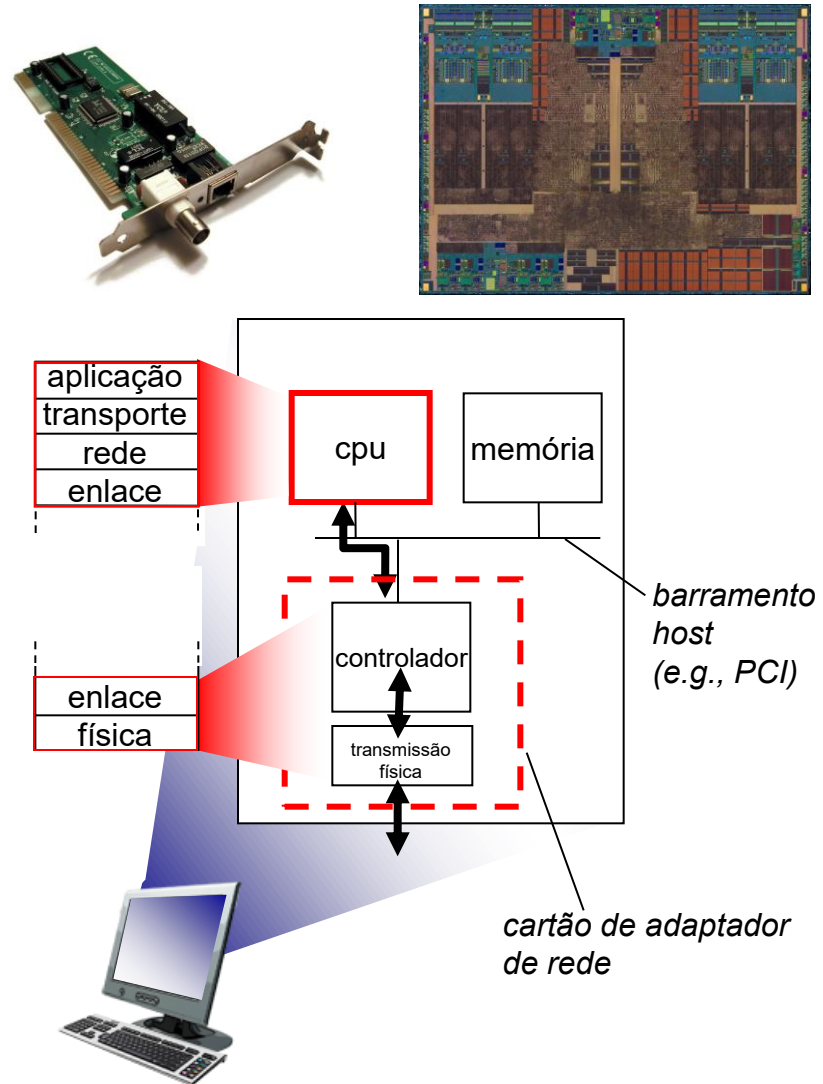 aplicação
transporte
rede
enlace
cpu
memória
barramento
host
(e.g., PCI)
controlador
enlace
física
transmissão
física
cartão de adaptador
de rede